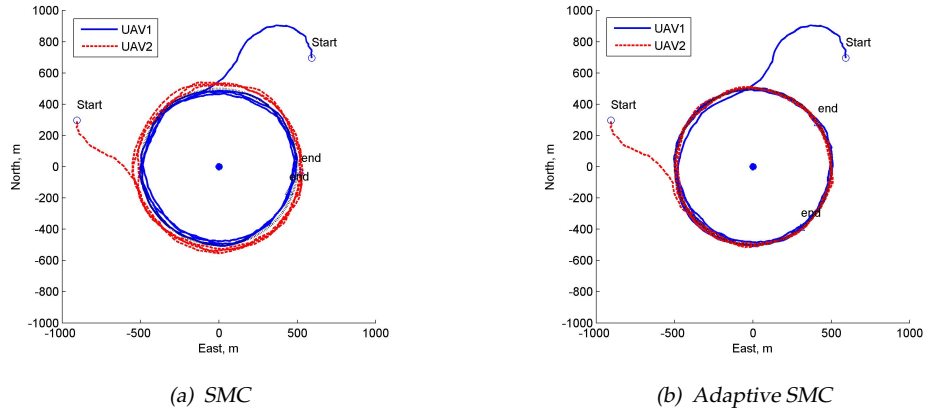 1000
800
600
400
200
0
-200
-400
-600
-800
-1000
North, m
UAV1
UAV2
Start
Start
end
end
-1000 -500 0 500 1000
East, m
(a) SMC
1000
800
600
400
200
0
-200
-400
-600
-800
-1000
North, m
UAV1
UAV2
Start
Start
end
end
-1000 -500 0 500 1000
East, m
(b) Adaptive SMC